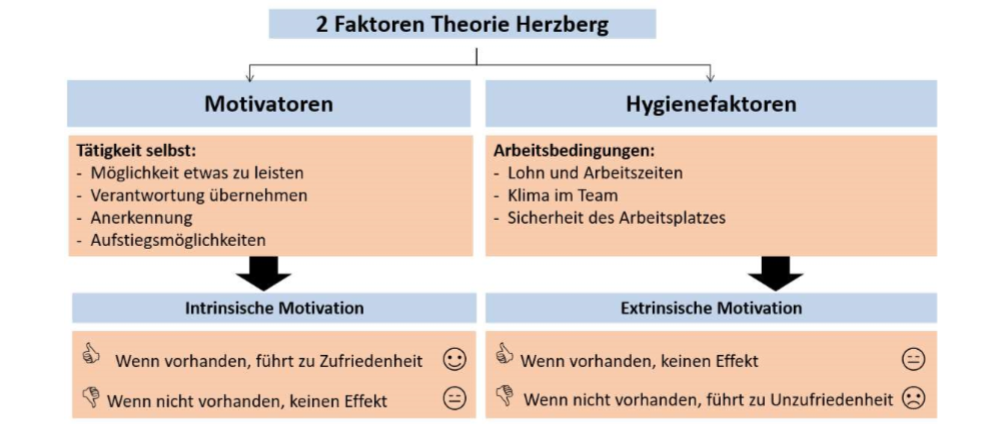 2 Faktoren Theorie Herzberg
Motivatoren
Tätigkeit selbst:
- Möglichkeit etwas zu leisten
- Verantwortung übernehmen
- Anerkennung
- Aufstiegsmöglichkeiten
Intrinsische Motivation
Wenn vorhanden, führt zu Zufriedenheit
Wenn nicht vorhanden, keinen Effekt
Hygienefaktoren
Arbeitsbedingungen:
- Lohn und Arbeitszeiten
- Klima im Team
- Sicherheit des Arbeitsplatzes
Extrinsische Motivation
Wenn vorhanden, keinen Effekt
Wenn nicht vorhanden, führt zu Unzufriedenheit